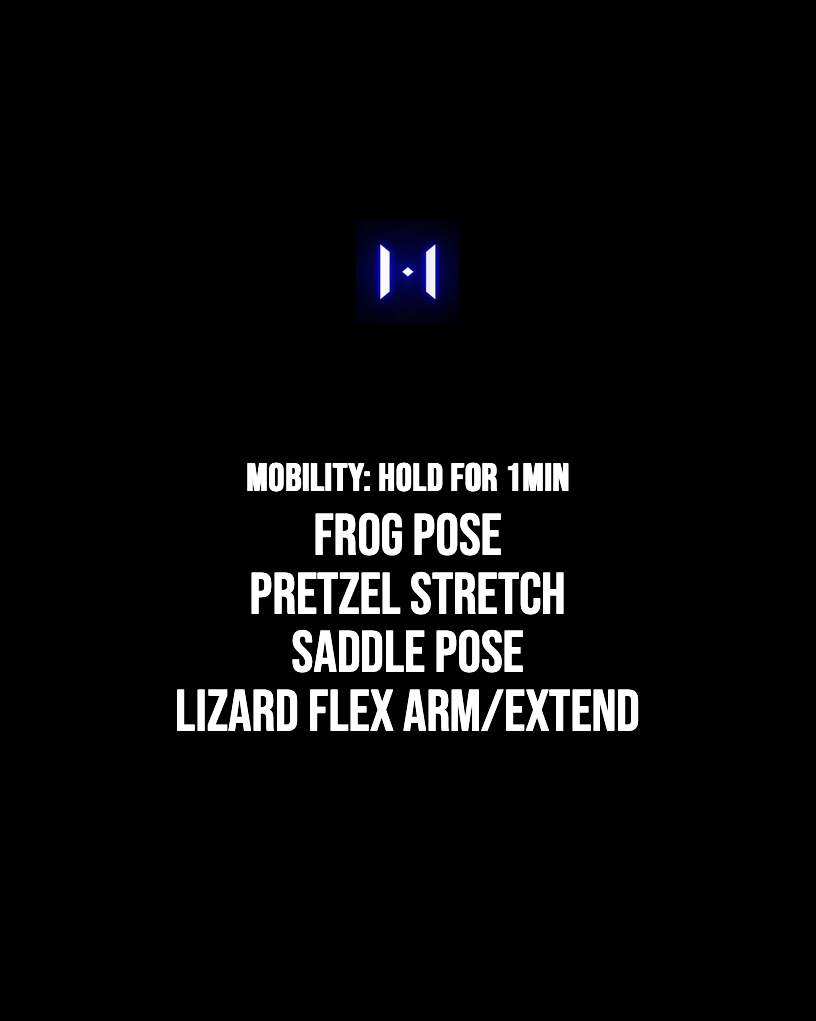 MOBILITY: HOLD FOR 1MIN
FROG POSE
PRETZEL STRETCH
SADDLE POSE
LIZARD FLEX ARM/EXTEND